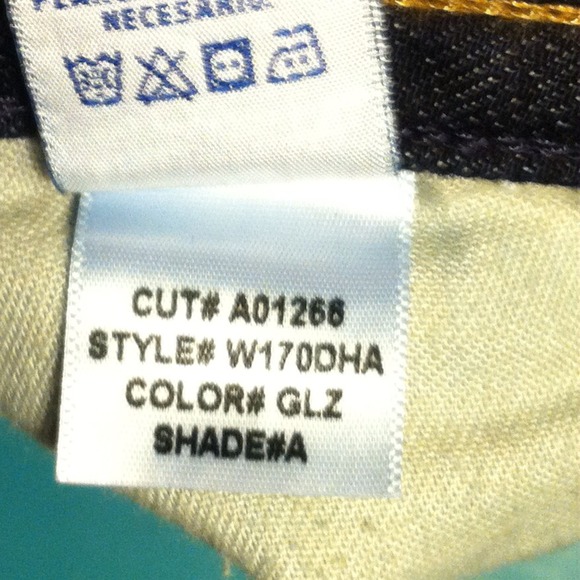 NECESARIO.
CUT# A01266
STYLE# W170DHA
COLOR# GLZ
SHADE#A